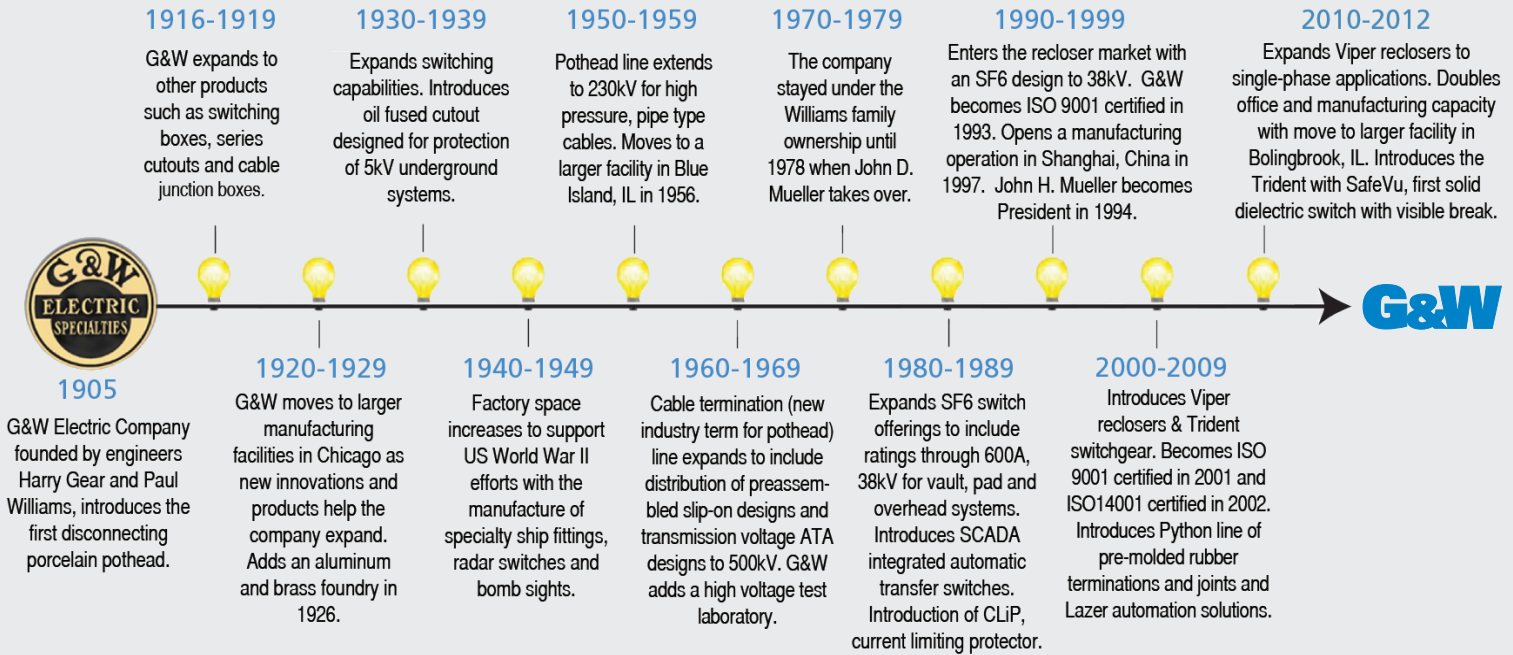 1916-1919
G&W expands to
other products
such as switching
boxes, series
cutouts and cable
junction boxes.
1930-1939
Expands switching
capabilities. Introduces
oil fused cutout
designed for protection
of 5kV underground
systems.
1950-1959
Pothead line extends
to 230kV for high
pressure, pipe type
cables. Moves to a
larger facility in Blue
Island, IL in 1956.
1970-1979
The company
stayed under the
Williams family
ownership until
1978 when John D.
Mueller takes over.
1990-1999
Enters the recloser market with
an SF6 design to 38kV. G&W
becomes ISO 9001 certified in
1993. Opens a manufacturing
operation in Shanghai, China in
1997. John H. Mueller becomes
President in 1994.
2010-2012
Expands Viper reclosers to
single-phase applications. Doubles
office and manufacturing capacity
with move to larger facility in
Bolingbrook, IL. Introduces the
Trident with SafeVu, first solid
dielectric switch with visible break.
G&W
ELECTRIC
SPECIALTIES
G&W
1905
G&W Electric Company
founded by engineers
Harry Gear and Paul
Williams, introduces the
first disconnecting
porcelain pothead.
1920-1929
G&W moves to larger
manufacturing
facilities in Chicago as
new innovations and
products help the
company expand.
Adds an aluminum
and brass foundry in
1926.
1940-1949
Factory space
increases to support
US World War II
efforts with the
manufacture of
specialty ship fittings,
radar switches and
bomb sights.
1960-1969
Cable termination (new
industry term for pothead)
line expands to include
distribution of preassem-
bled slip-on designs and
transmission voltage ATA
designs to 500kV. G&W
adds a high voltage test
laboratory.
1980-1989
Expands SF6 switch
offerings to include
ratings through 600A,
38kV for vault, pad and
overhead systems.
Introduces SCADA
integrated automatic
transfer switches.
Introduction of CLiP,
current limiting protector.
2000-2009
Introduces Viper
reclosers & Trident
switchgear. Becomes ISO
9001 certified in 2001 and
ISO14001 certified in 2002.
Introduces Python line of
pre-molded rubber
terminations and joints and
Lazer automation solutions.